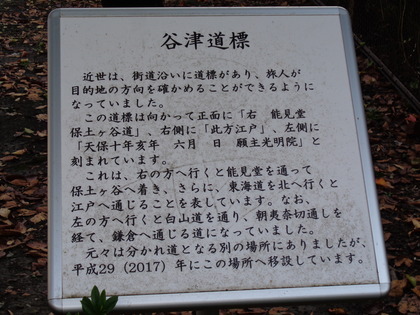 谷津道標
近世は、街道沿いに道標があり、旅人が
目的地の方向を確かめることができるように
なっていました。
この道標は向かって正面に「右　能見堂
保土ヶ谷道」、右側に「此方江戸」、左側に
「天保十年亥年　六月　日　願主光明院」と
刻まれています。
これは、右の方へ行くと能見堂を通って
保土ヶ谷へ着き、さらに、東海道を北へ行くと
江戸へ通じることを表しています。なお、
左の方へ行くと白山道を通り、朝夷奈切通しを
経て、鎌倉へ通じる道になっていました。
元々は分かれ道となる別の場所にありましたが、
平成29（2017）年にこの場所へ移設しています。